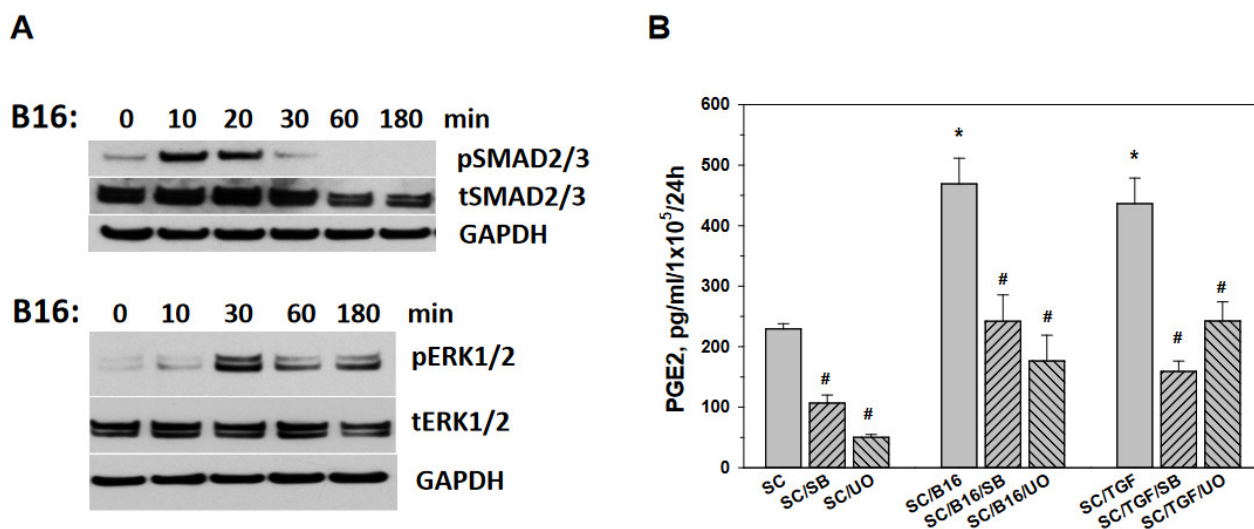 A
B16: 0 10 20 30 60 180 min
pSMAD2/3
tSMAD2/3
GAPDH
B16: 0 10 30 60 180 min
pERK1/2
tERK1/2
GAPDH
B
PGE2, pg/ml/1x10⁵/24h
600
500
400
300
200
100
0
*
*
#
#
#
#
#
#
SC
SC/SB
SC/UO
SC/B16
SC/B16/SB
SC/B16/UO
SC/TGF
SC/TGF/SB
SC/TGF/UO